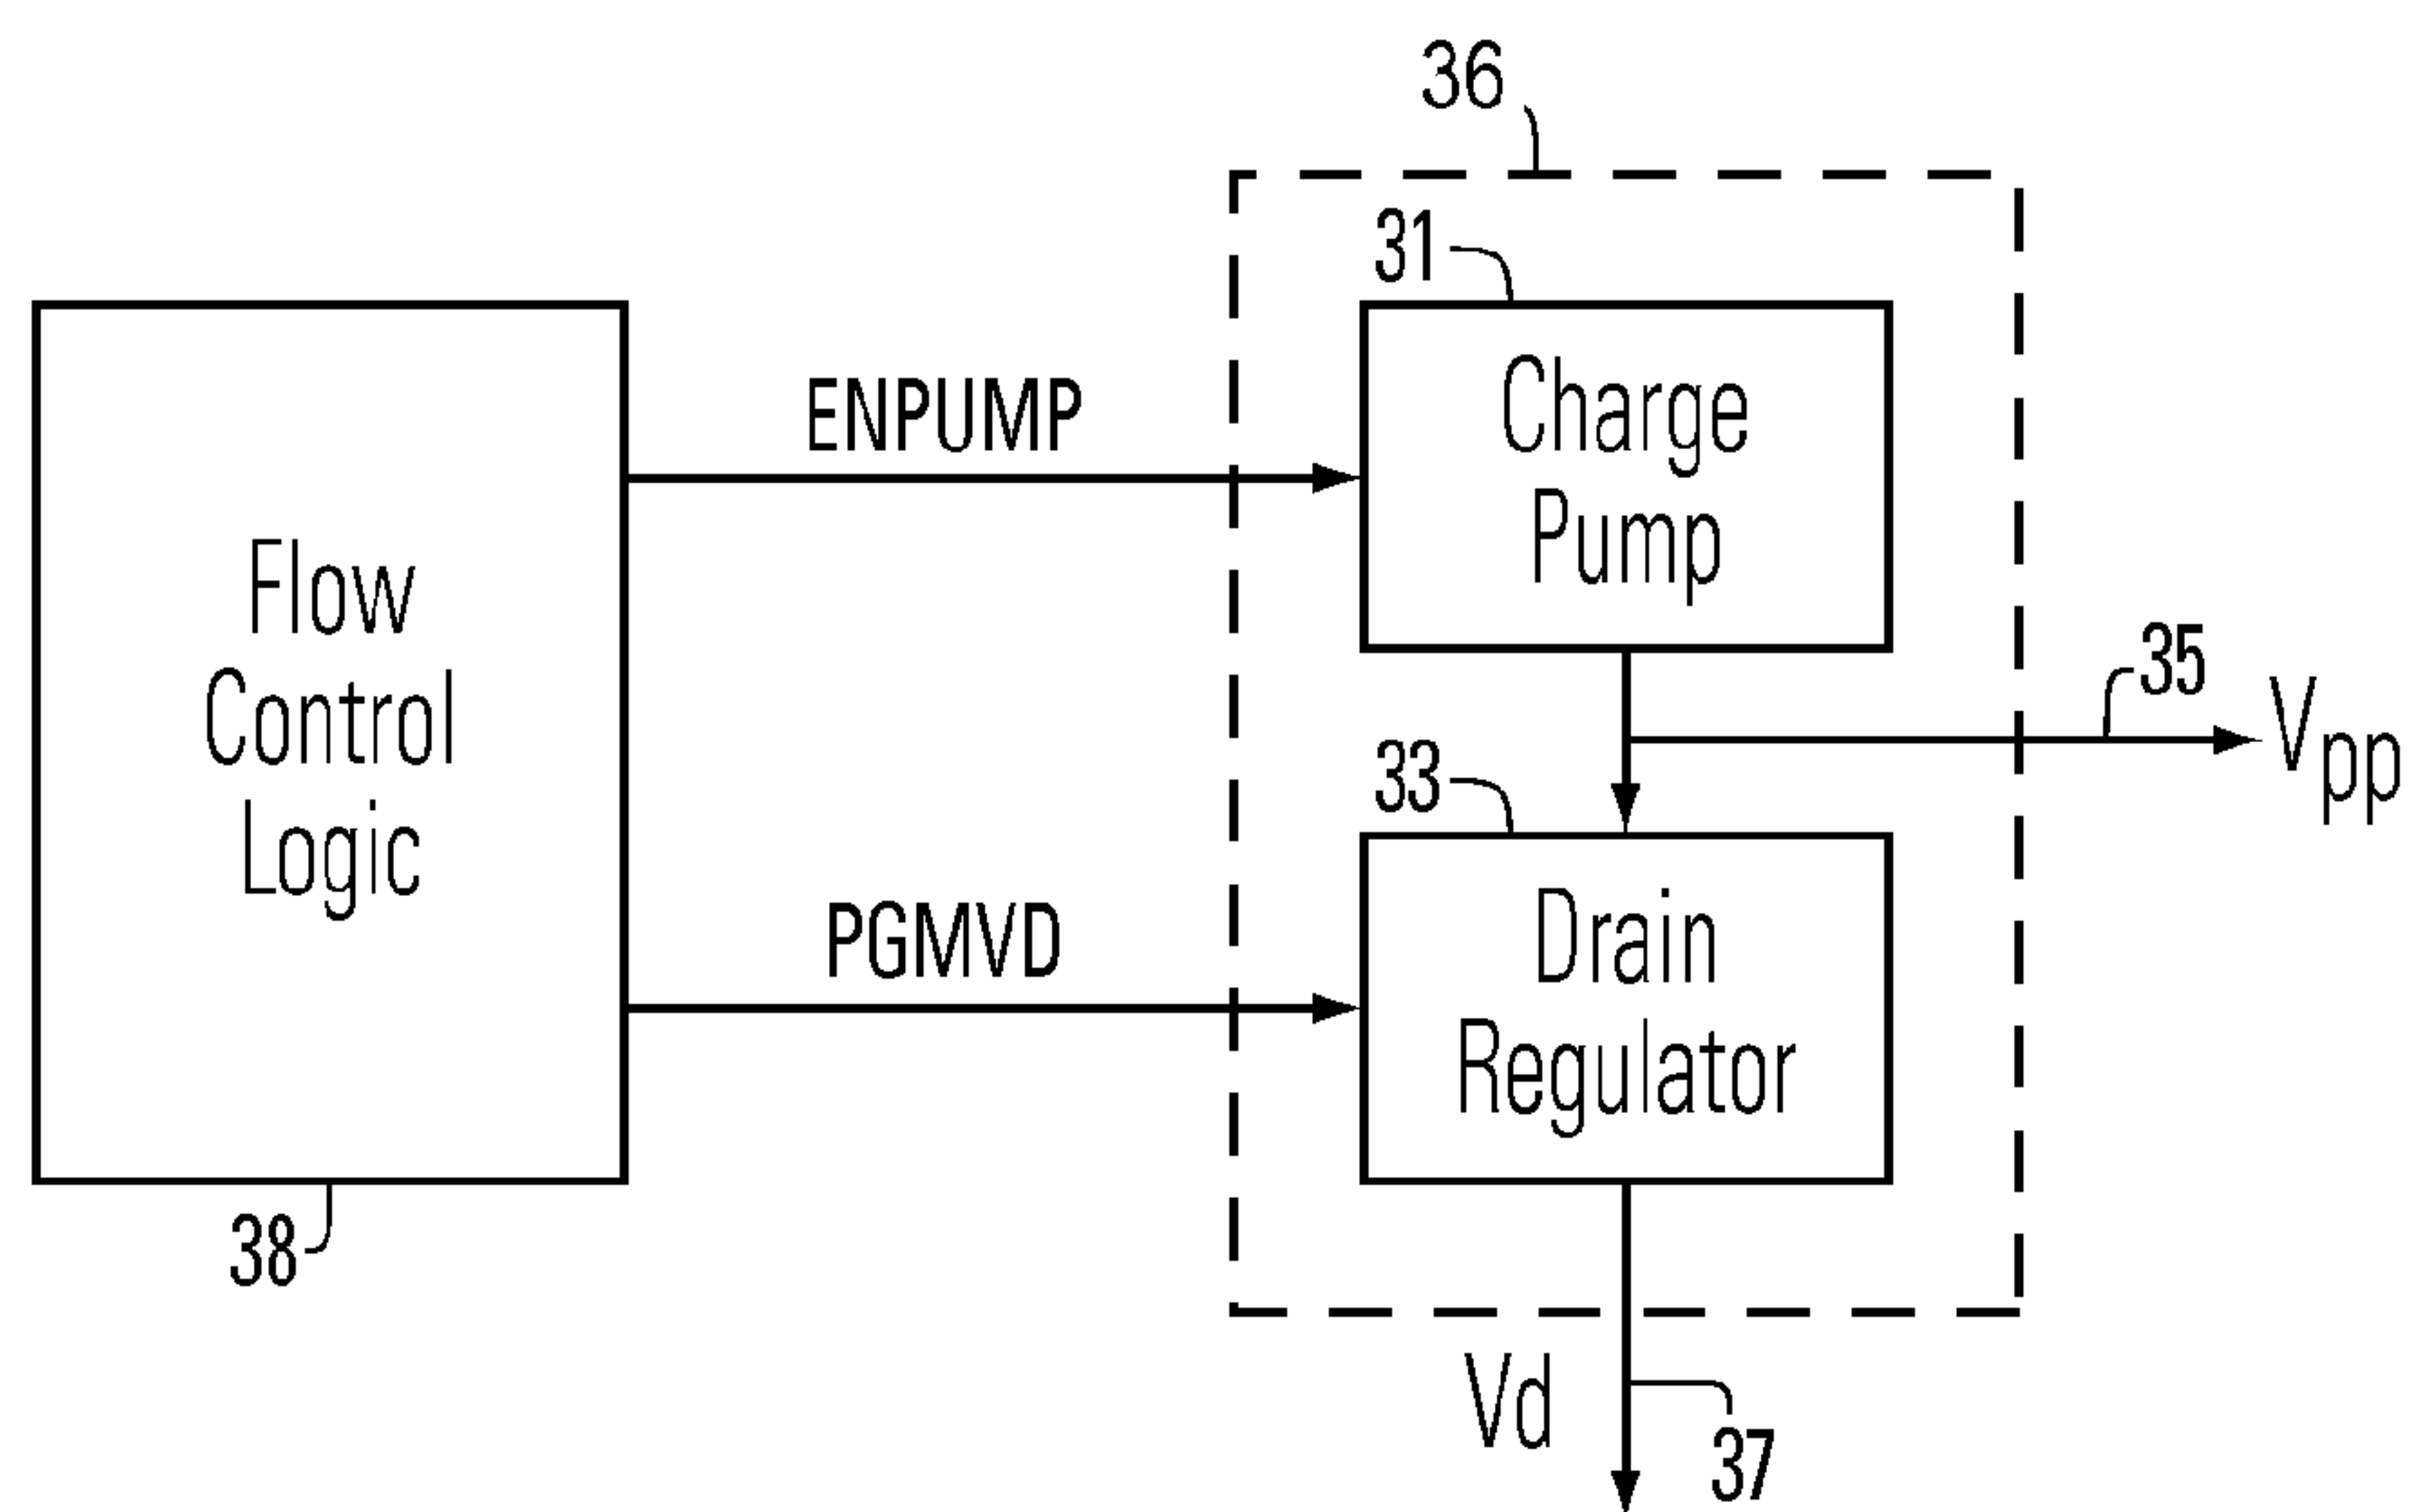 36
31
Charge
Pump
ENPUMP
Flow
Control
Logic
35
Vpp
33
Drain
Regulator
PGMVD
38
Vd
37